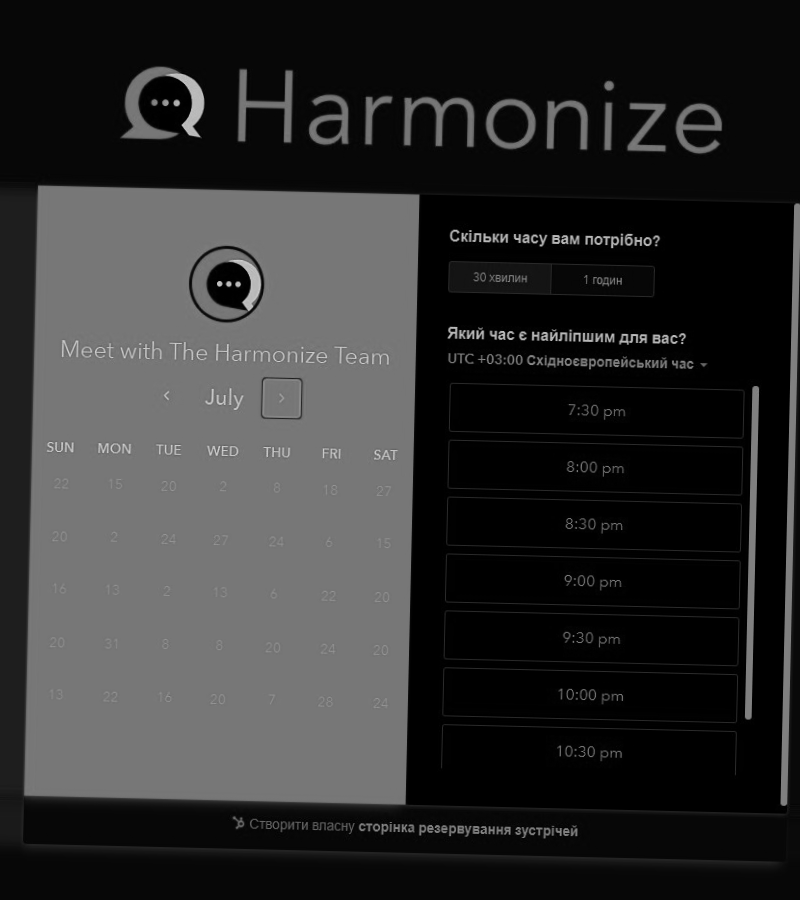 Harmonize
Meet with The Harmonize Team
July
SUN MON TUE WED THU FRI SAT
22 15 20 2 8 18 27
20 2 24 27 24 6 15
16 13 2 13 6 22 20
20 31 8 8 20 24 20
13 22 16 20 7 28 24
Скільки часу вам потрібно?
30 хвилин 1 годин
Який час є найліпшим для вас?
UTC +03:00 Східноєвропейський час
7:30 pm
8:00 pm
8:30 pm
9:00 pm
9:30 pm
10:00 pm
10:30 pm
Створити власну сторінка резервування зустрічей